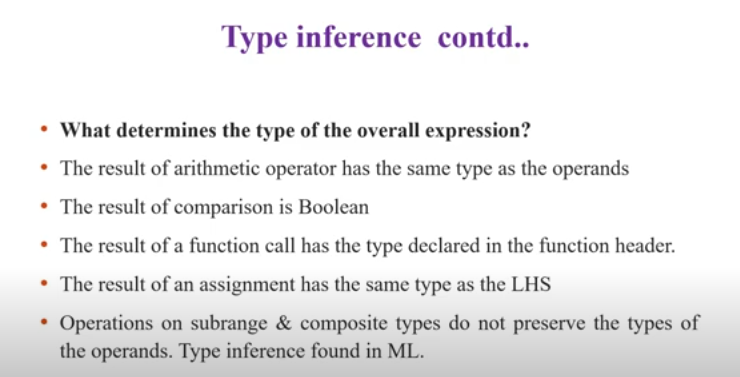 Type inference contd..
• What determines the type of the overall expression?
• The result of arithmetic operator has the same type as the operands
• The result of comparison is Boolean
• The result of a function call has the type declared in the function header.
• The result of an assignment has the same type as the LHS
• Operations on subrange & composite types do not preserve the types of
the operands. Type inference found in ML.